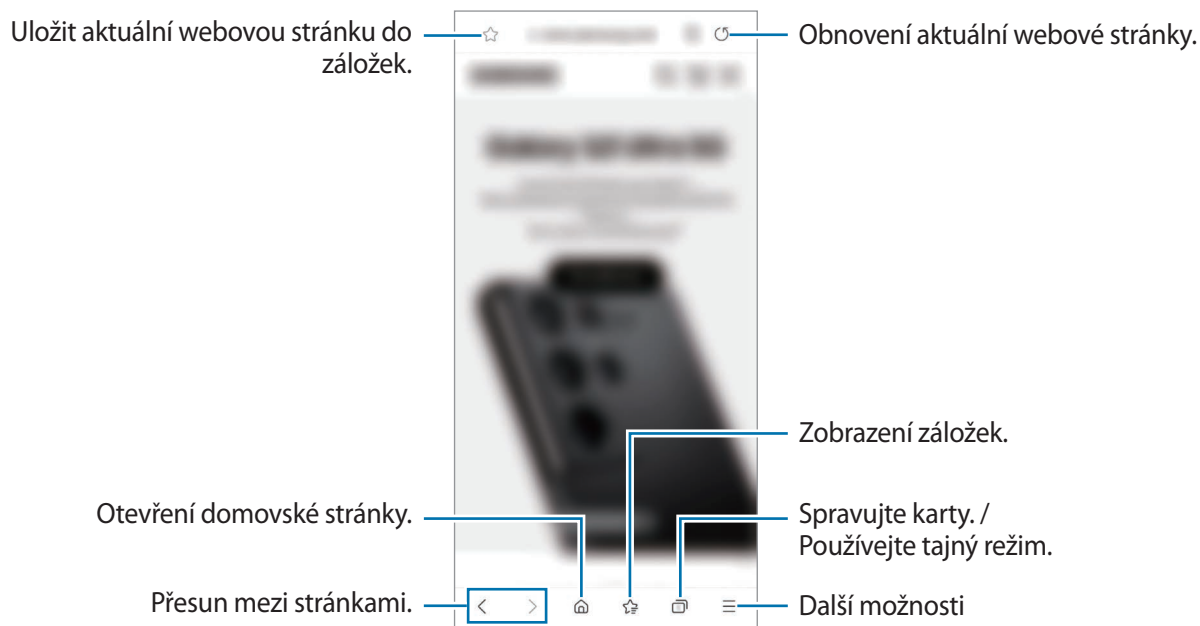 Uložit aktuální webovou stránku do
záložek.
Obnovení aktuální webové stránky.
Zobrazení záložek.
Otevření domovské stránky.
Spravujte karty. /
Používejte tajný režim.
Přesun mezi stránkami.
Další možnosti